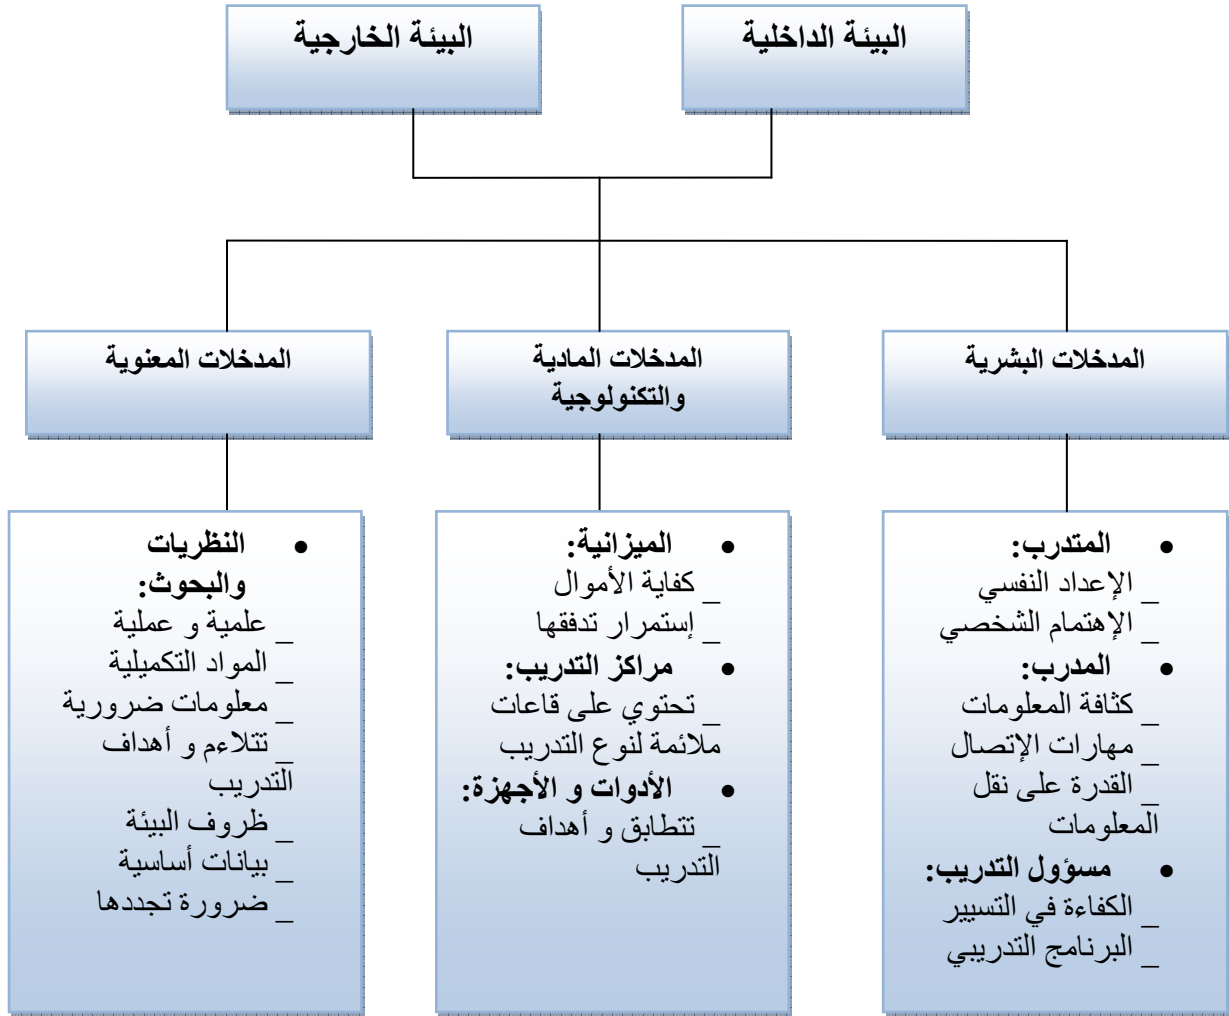 البيئة الداخلية
البيئة الخارجية
المدخلات البشرية
المدخلات المادية
والتكنولوجية
المدخلات المعنوية
• المتدرب:
_ الإعداد النفسي
_ الإهتمام الشخصي
• المدرب:
_ كثافة المعلومات
_ مهارات الإتصال
_ القدرة على نقل
المعلومات
• مسؤول التدريب:
_ الكفاءة في التسيير
_ البرنامج التدريبي
• الميزانية:
_ كفاية الأموال
_ إستمرار تدفقها
• مراكز التدريب:
_ تحتوي على قاعات
ملائمة لنوع التدريب
• الأدوات و الأجهزة:
_ تتطابق و أهداف
التدريب
• النظريات
والبحوث:
_ علمية و عملية
_ المواد التكميلية
_ معلومات ضرورية
_ تتلاءم و أهداف
التدريب
_ ظروف البيئة
_ بيانات أساسية
_ ضرورة تجددها